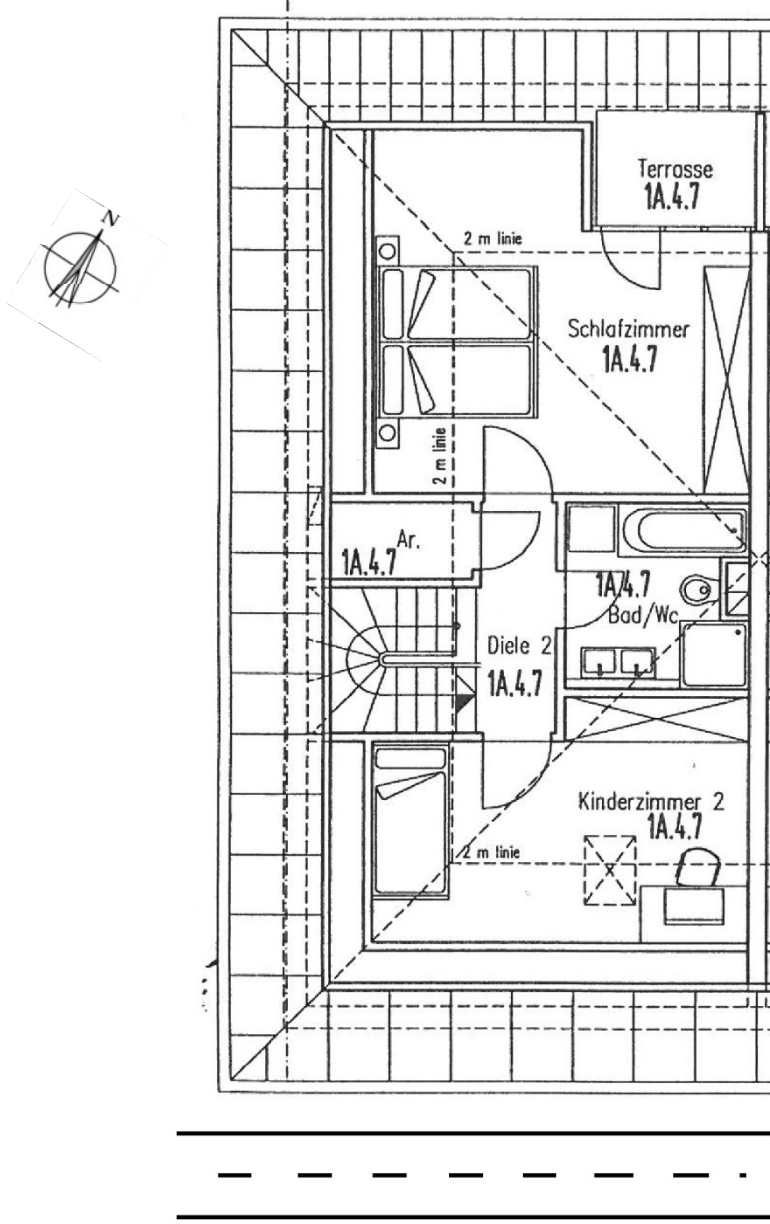 Terrasse
1A.4.7
N
2 m linie
Schlafzimmer
1A.4.7
2 m linie
Ar.
1A.4.7
1A.4.7
Bad/Wc
Diele 2
1A.4.7
Kinderzimmer 2
1A.4.7
2 m linie